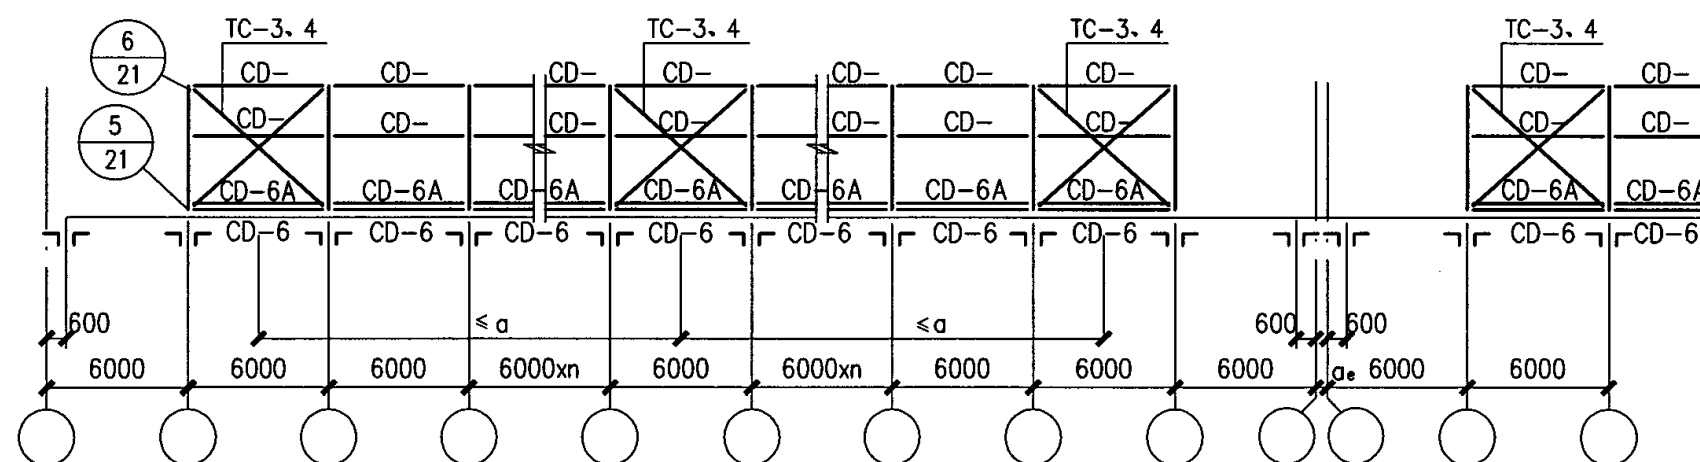 TC-3、4 TC-3、4 TC-3、4 TC-3、4
6
21
CD- CD- CD- CD- CD- CD- CD- CD- CD-
5
21
CD- CD- CD- CD- CD- CD- CD- CD- CD-
CD-6A CD-6A CD-6A CD-6A CD-6A CD-6A CD-6A CD-6A CD-6A
CD-6 CD-6 CD-6 CD-6 CD-6 CD-6 CD-6 CD-6 CD-6
600 ≤a ≤a 600 600
6000 6000 6000 6000xn 6000 6000xn 6000 6000 6000 ae 6000 6000